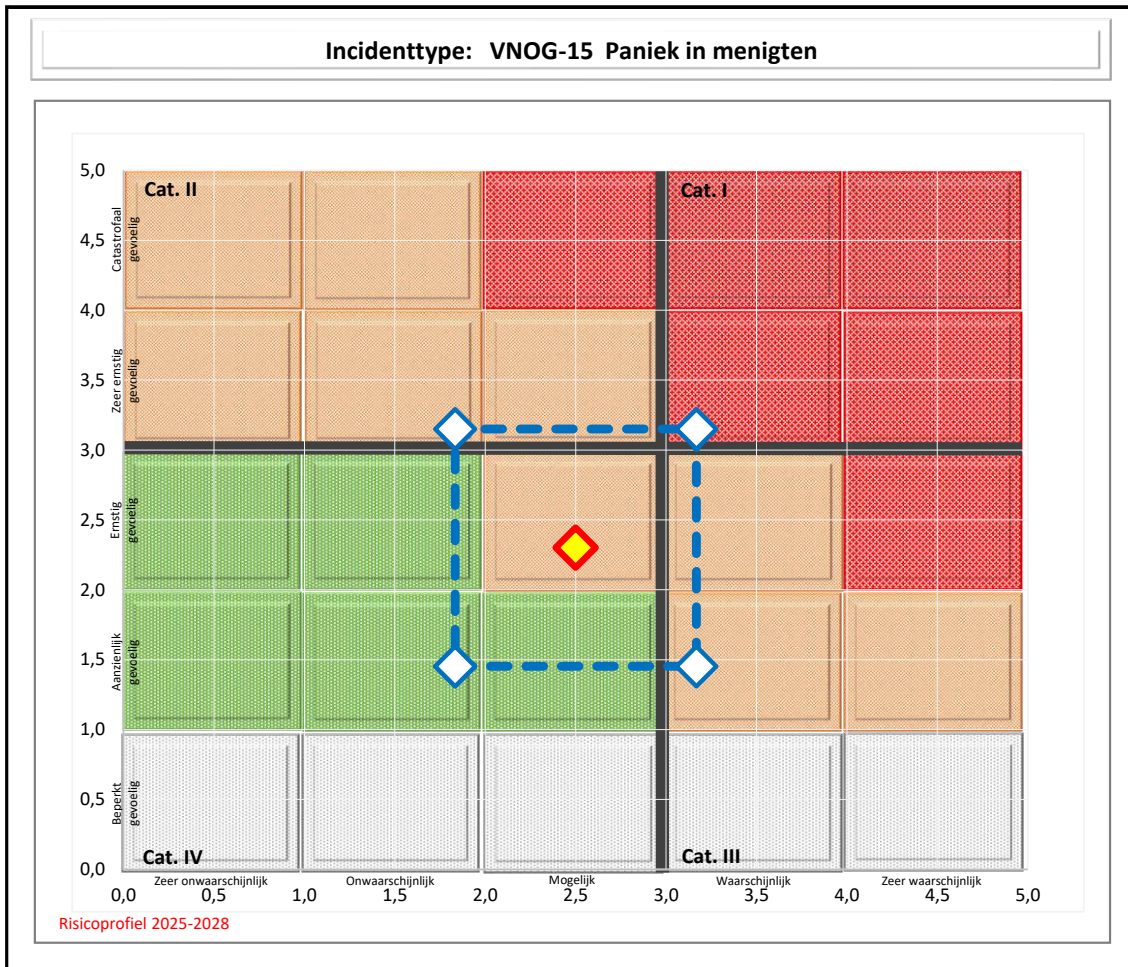 Incidenttype: VNOG-15 Paniek in menigten
5,0
4,5
4,0
3,5
3,0
2,5
2,0
1,5
1,0
0,5
0,0
Catastrofaal
gevoelig
Zeer ernstig
gevoelig
Ernstig
gevoelig
Aanzienlijk
gevoelig
Beperkt
gevoelig
Cat. II
Cat. I
Cat. IV
Cat. III
Zeer onwaarschijnlijk
Onwaarschijnlijk
Mogelijk
Waarschijnlijk
Zeer waarschijnlijk
0,0 0,5 1,0 1,5 2,0 2,5 3,0 3,5 4,0 4,5 5,0
Risicoprofiel 2025-2028